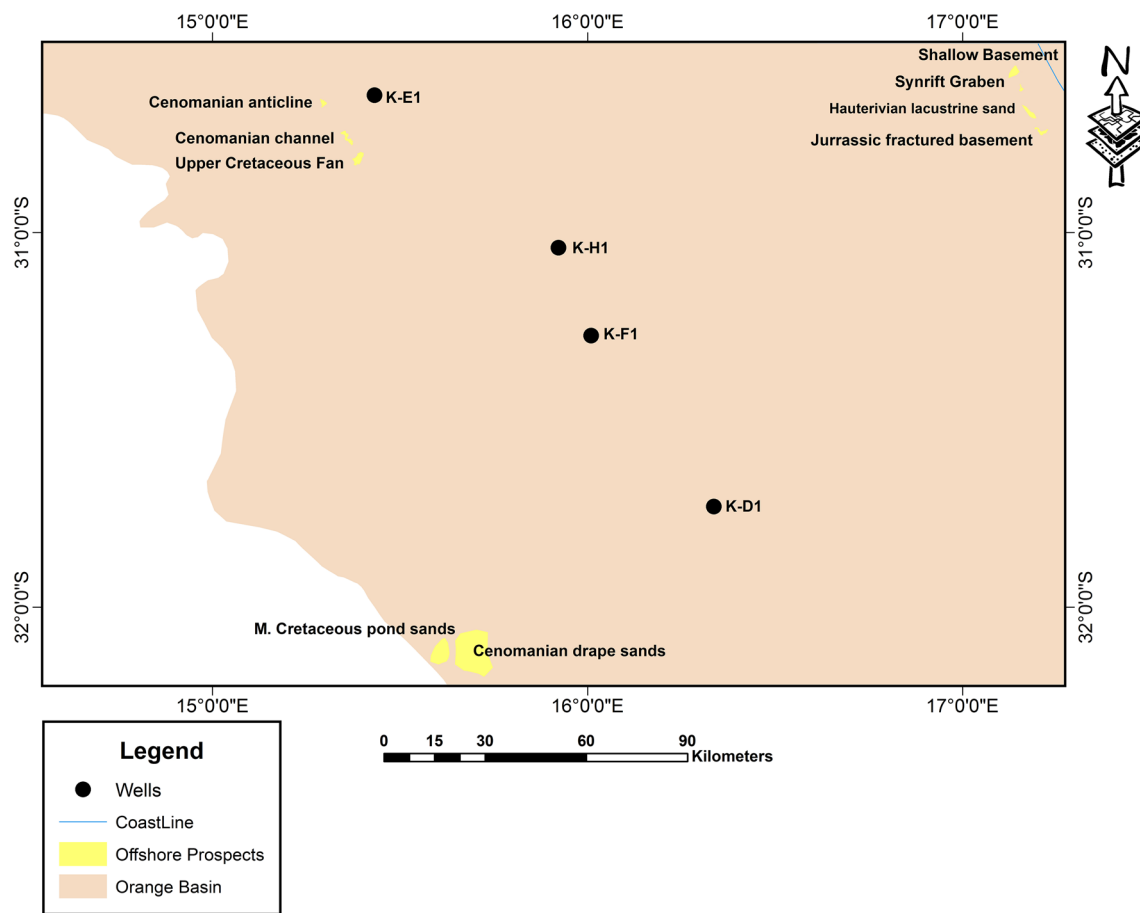 15°0'0"E 16°0'0"E 17°0'0"E
Shallow Basement
Synrift Graben
Hauterivian lacustrine sand
Jurrassic fractured basement
N
Cenomanian anticline
K-E1
Cenomanian channel
Upper Cretaceous Fan
31°0'0"S
31°0'0"S
K-H1
K-F1
K-D1
32°0'0"S
32°0'0"S
M. Cretaceous pond sands
Cenomanian drape sands
15°0'0"E 16°0'0"E 17°0'0"E
Legend
Wells
CoastLine
Offshore Prospects
Orange Basin
0 15 30 60 90
Kilometers